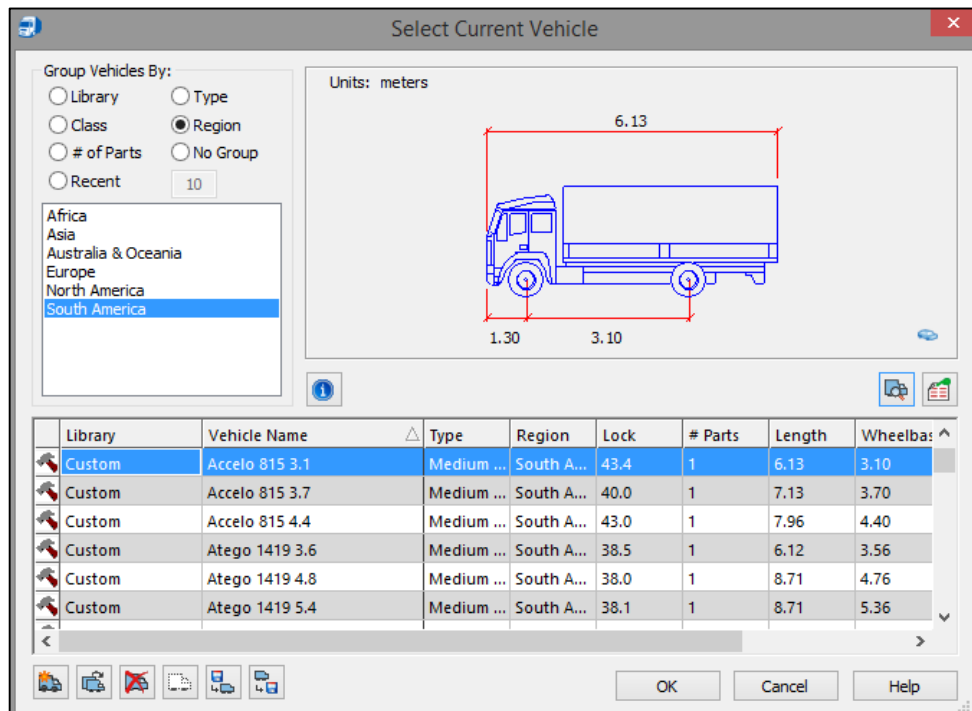 Select Current Vehicle
Group Vehicles By:
Library Type
Class Region
# of Parts No Group
Recent 10
Africa
Asia
Australia & Oceania
Europe
North America
South America
Units: meters
6.13
1.30 3.10
Library Vehicle Name Type Region Lock # Parts Length Wheelbas
Custom Accelo 815 3.1 Medium ... South A... 43.4 1 6.13 3.10
Custom Accelo 815 3.7 Medium ... South A... 40.0 1 7.13 3.70
Custom Accelo 815 4.4 Medium ... South A... 43.0 1 7.96 4.40
Custom Atego 1419 3.6 Medium ... South A... 38.5 1 6.12 3.56
Custom Atego 1419 4.8 Medium ... South A... 38.0 1 8.71 4.76
Custom Atego 1419 5.4 Medium ... South A... 38.1 1 8.71 5.36
OK Cancel Help